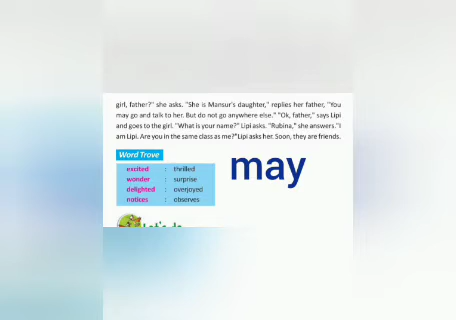 girl, father?" she asks. "She is Mansur's daughter," replies her father, "You
may go and talk to her. But do not go anywhere else." "Ok, father," says Lipi
and goes to the girl. "What is your name?" Lipi asks. "Rubina," she answers."I
am Lipi. Are you in the same class as me?"Lipi asks her. Soon, they are friends.
Word Trove
excited : thrilled
wonder : surprise
delighted : overjoyed
notices : observes
may